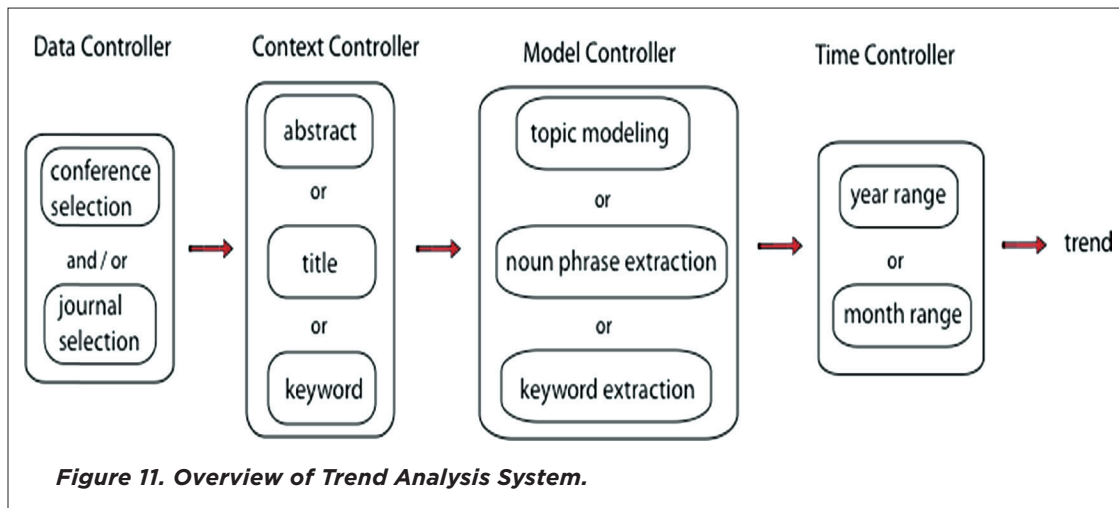 Data Controller
conference
selection
and / or
journal
selection
Context Controller
abstract
or
title
or
keyword
Model Controller
topic modeling
or
noun phrase extraction
or
keyword extraction
Time Controller
year range
or
month range
trend
Figure 11. Overview of Trend Analysis System.